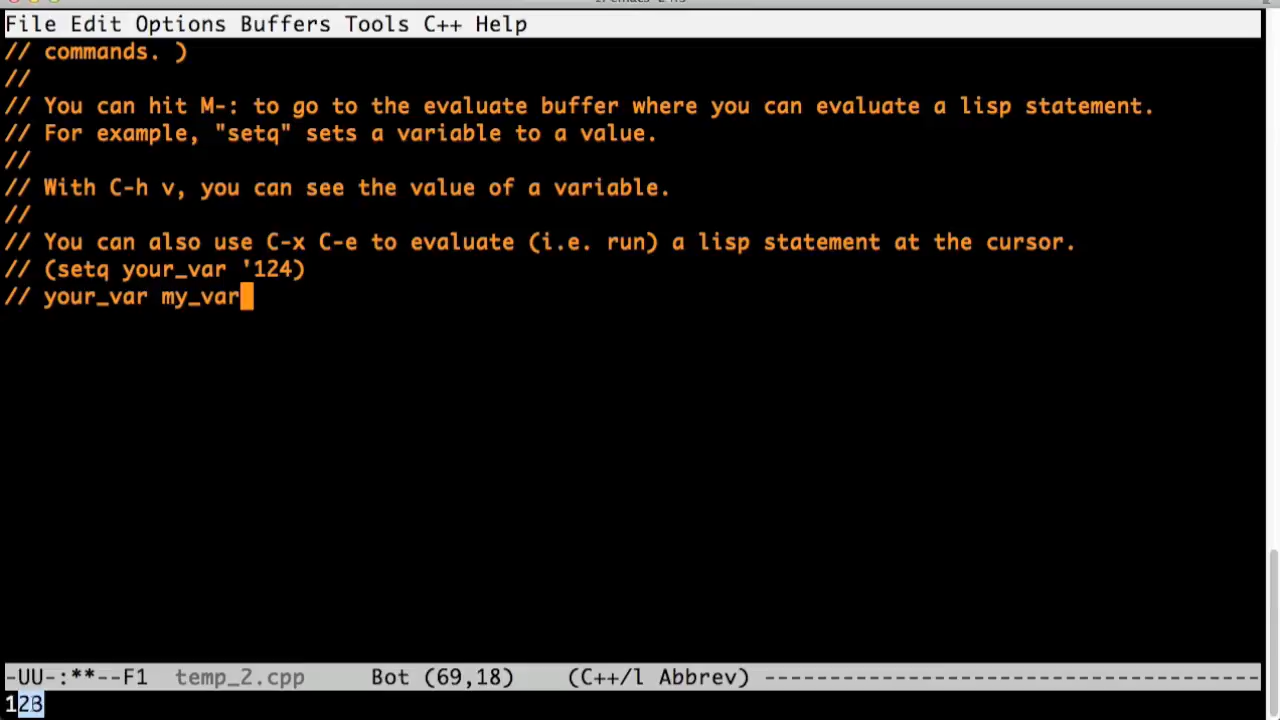 File Edit Options Buffers Tools C++ Help
// commands. )
//
// You can hit M-: to go to the evaluate buffer where you can evaluate a lisp statement.
// For example, "setq" sets a variable to a value.
//
// With C-h v, you can see the value of a variable.
//
// You can also use C-x C-e to evaluate (i.e. run) a lisp statement at the cursor.
// (setq your_var '124)
// your_var my_var
-UU-:**--F1  temp_2.cpp     Bot (69,18)    (C++/l Abbrev) --------------------------------------
123